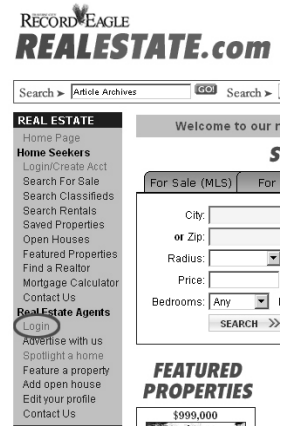 RECORD EAGLE
REALESTATE.com
Search ➤ Article Archives GO! Search ➤
REAL ESTATE
Home Page
Home Seekers
Login/Create Acct
Search For Sale
Search Classifieds
Search Rentals
Saved Properties
Open Houses
Featured Properties
Find a Realtor
Mortgage Calculator
Contact Us
Real Estate Agents
Login
Advertise with us
Spotlight a home
Feature a property
Add open house
Edit your profile
Contact Us
Welcome to our
S
For Sale (MLS) For
City:
or Zip:
Radius:
Price:
Bedrooms: Any
SEARCH
FEATURED
PROPERTIES
$999,000